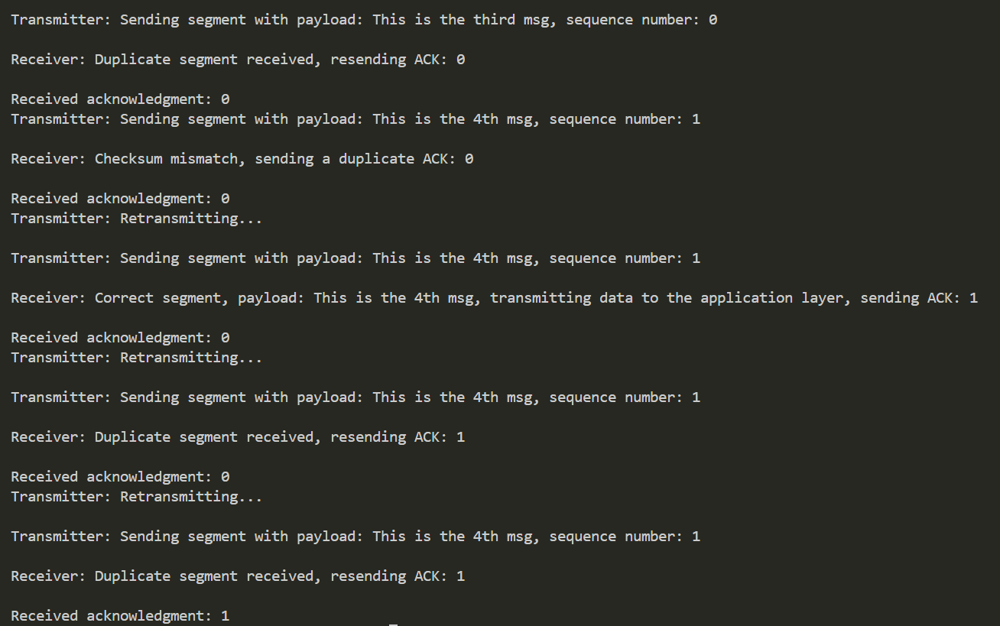 Transmitter: Sending segment with payload: This is the third msg, sequence number: 0
Receiver: Duplicate segment received, resending ACK: 0
Received acknowledgment: 0
Transmitter: Sending segment with payload: This is the 4th msg, sequence number: 1
Receiver: Checksum mismatch, sending a duplicate ACK: 0
Received acknowledgment: 0
Transmitter: Retransmitting...
Transmitter: Sending segment with payload: This is the 4th msg, sequence number: 1
Receiver: Correct segment, payload: This is the 4th msg, transmitting data to the application layer, sending ACK: 1
Received acknowledgment: 0
Transmitter: Retransmitting...
Transmitter: Sending segment with payload: This is the 4th msg, sequence number: 1
Receiver: Duplicate segment received, resending ACK: 1
Received acknowledgment: 0
Transmitter: Retransmitting...
Transmitter: Sending segment with payload: This is the 4th msg, sequence number: 1
Receiver: Duplicate segment received, resending ACK: 1
Received acknowledgment: 1